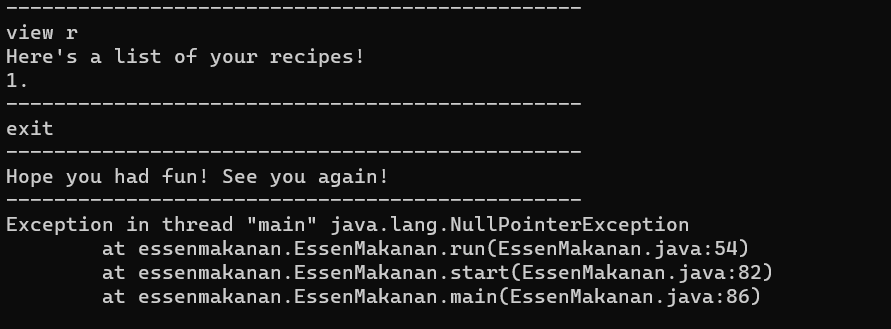 ------------------------------------------------
view r
Here's a list of your recipes!
1.
------------------------------------------------
exit
------------------------------------------------
Hope you had fun! See you again!
------------------------------------------------
Exception in thread "main" java.lang.NullPointerException
        at essenmakanan.EssenMakanan.run(EssenMakanan.java:54)
        at essenmakanan.EssenMakanan.start(EssenMakanan.java:82)
        at essenmakanan.EssenMakanan.main(EssenMakanan.java:86)